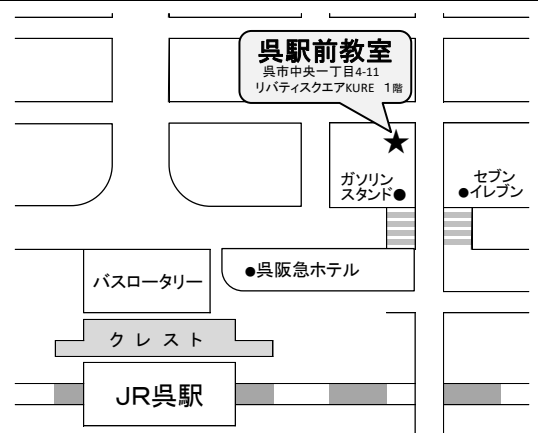 呉駅前教室
呉市中央一丁目4-11
リバティスクエアKURE 1階
★
ガソリン
スタンド●
セブン
●イレブン
●呉阪急ホテル
バスロータリー
クレスト
JR呉駅